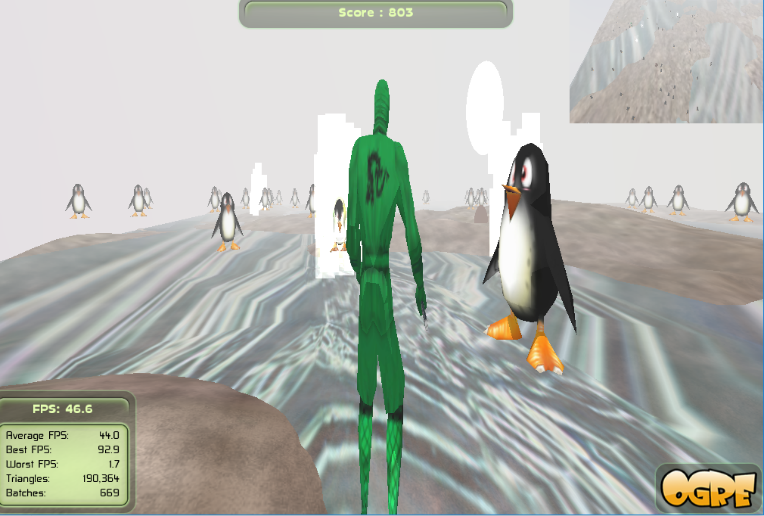 Score : 803
FPS: 46.6
Average FPS: 44.0
Best FPS: 92.9
Worst FPS: 1.7
Triangles: 190,364
Batches: 669
OGRE